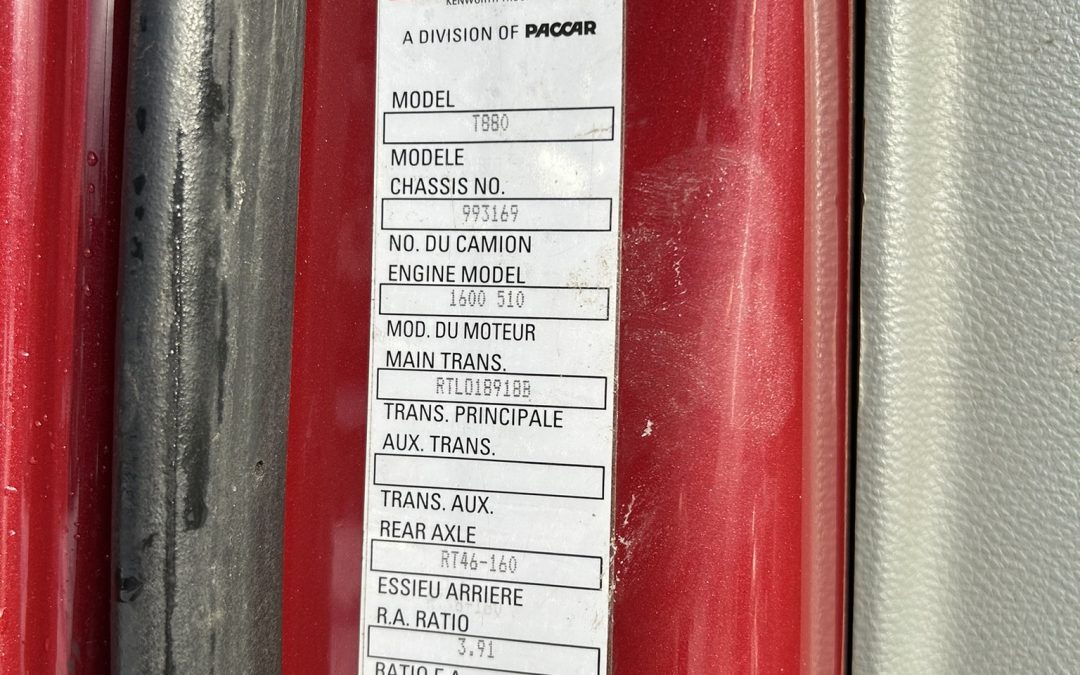 A DIVISION OF PACCAR
MODEL
T880
MODELE
CHASSIS NO.
993169
NO. DU CAMION
ENGINE MODEL
1600 510
MOD. DU MOTEUR
MAIN TRANS.
RTLO18918B
TRANS. PRINCIPALE
AUX. TRANS.
TRANS. AUX.
REAR AXLE
RT46-160
ESSIEU ARRIERE
R.A. RATIO
3.91